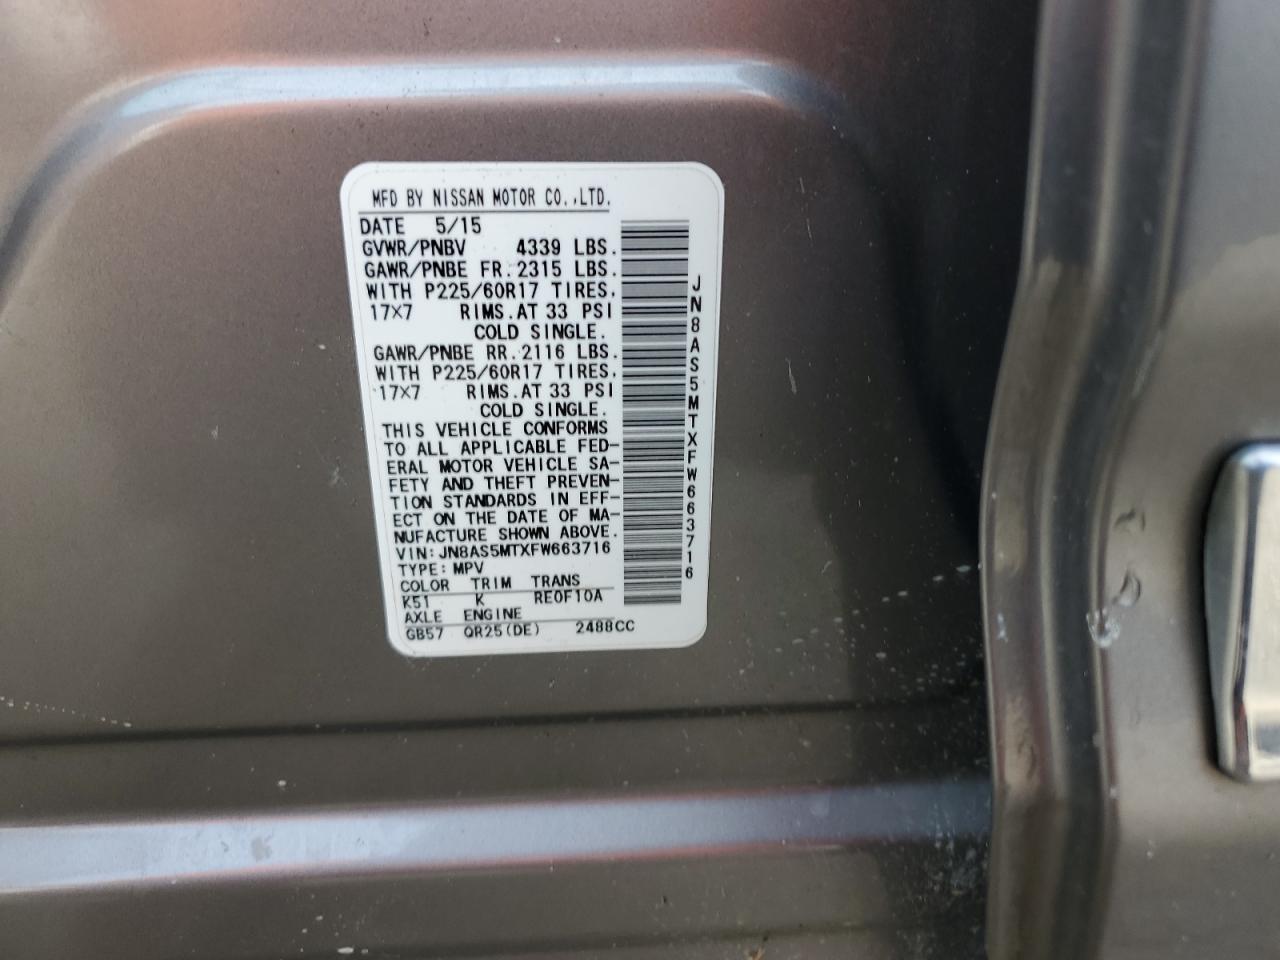 MFD BY NISSAN MOTOR CO.,LTD.
DATE 5/15
GVWR/PNBV 4339 LBS.
GAWR/PNBE FR. 2315 LBS.
WITH P225/60R17 TIRES.
17×7 RIMS. AT 33 PSI
COLD SINGLE.
GAWR/PNBE RR. 2116 LBS.
WITH P225/60R17 TIRES.
17×7 RIMS. AT 33 PSI
COLD SINGLE.
THIS VEHICLE CONFORMS
TO ALL APPLICABLE FED-
ERAL MOTOR VEHICLE SA-
FETY AND THEFT PREVEN-
TION STANDARDS IN EFF-
ECT ON THE DATE OF MA-
NUFACTURE SHOWN ABOVE.
VIN: JN8AS5MTXFW663716
TYPE: MPV
COLOR TRIM TRANS
K51 K RE0F10A
AXLE ENGINE
GB57 QR25(DE) 2488CC
JN8AS5MTXFW663716